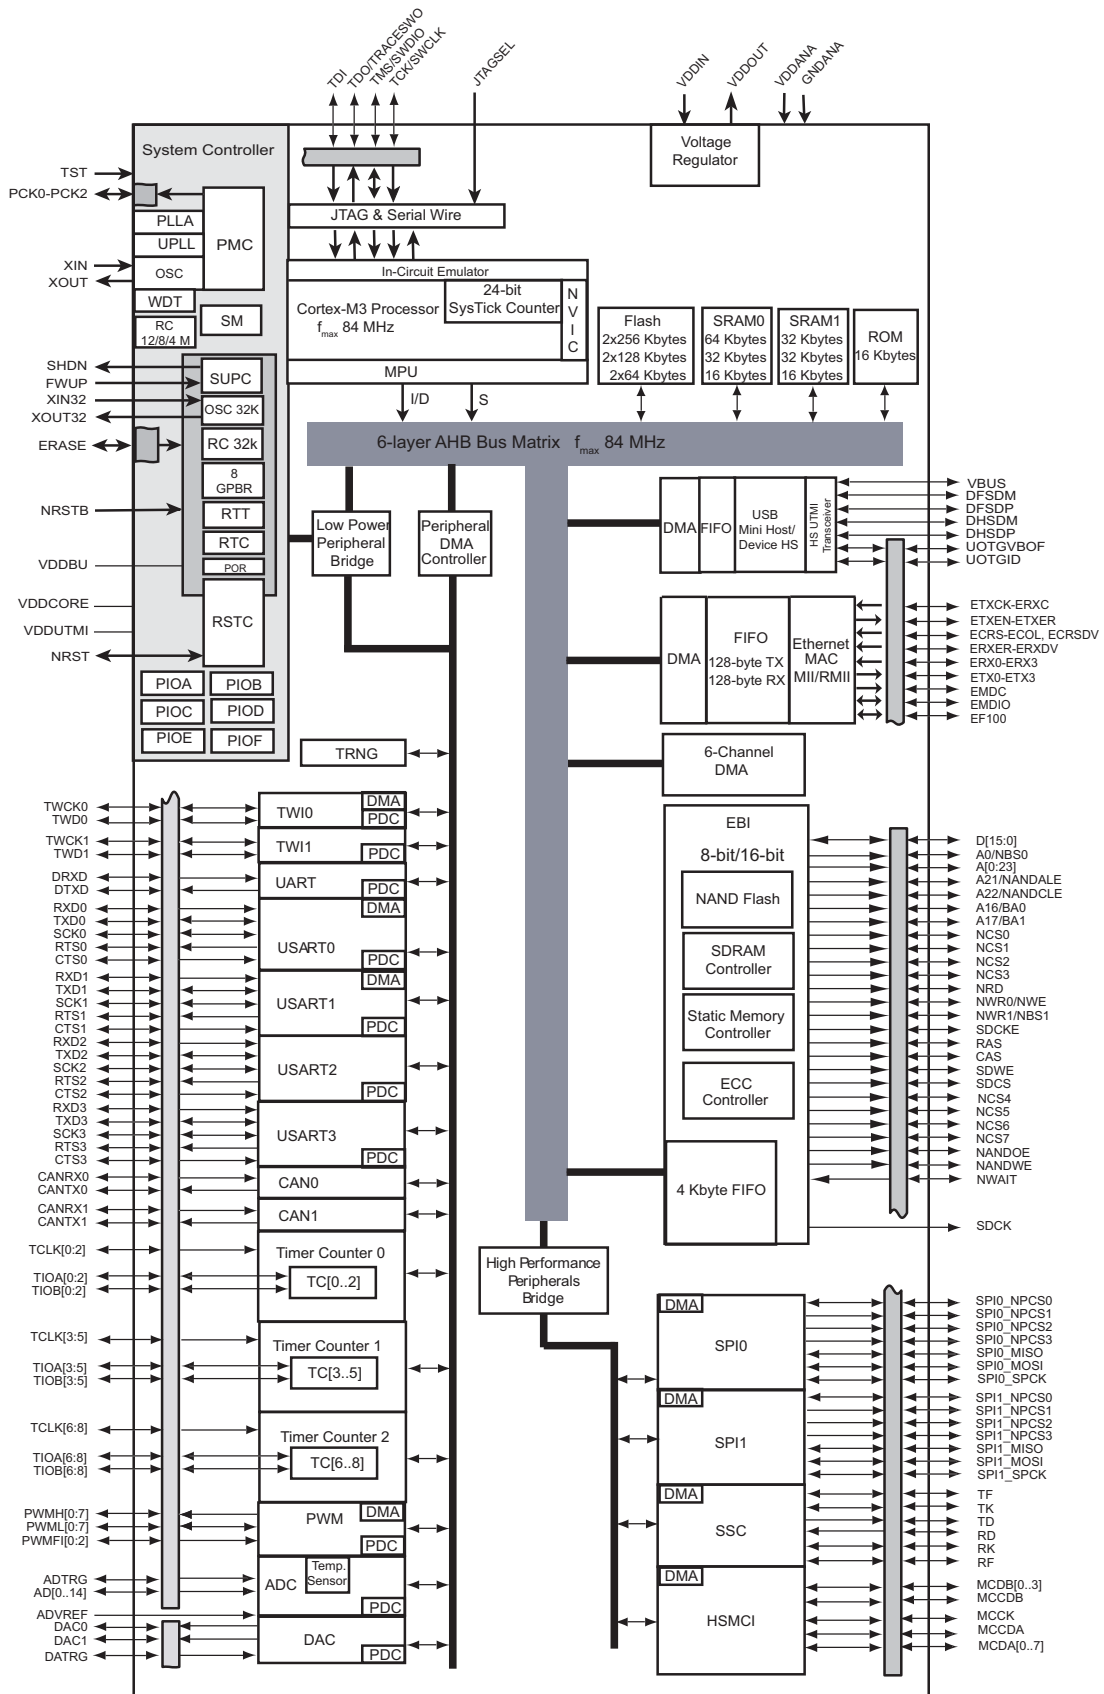 TDI
TDO/TRACESWO
TMS/SWDIO
TCK/SWCLK
JTAGSEL
VDDIN
VDDOUT
VDDANA
GNDANA
System Controller
Voltage
Regulator
TST
PCK0-PCK2
PLLA
UPLL
PMC
XIN
XOUT
OSC
WDT
RC
12/8/4 M
SM
JTAG & Serial Wire
In-Circuit Emulator
Cortex-M3 Processor
fmax 84 MHz
24-bit
SysTick Counter
N
V
I
C
MPU
I/D
S
Flash
2x256 Kbytes
2x128 Kbytes
2x64 Kbytes
SRAM0
64 Kbytes
32 Kbytes
16 Kbytes
SRAM1
32 Kbytes
32 Kbytes
16 Kbytes
ROM
16 Kbytes
SHDN
FWUP
XIN32
XOUT32
ERASE
NRSTB
VDDBU
VDDCORE
VDDUTMI
NRST
SUPC
OSC 32K
RC 32k
8
GPBR
RTT
RTC
POR
RSTC
PIOA
PIOB
PIOC
PIOD
PIOE
PIOF
6-layer AHB Bus Matrix fmax 84 MHz
Low Power
Peripheral
Bridge
Peripheral
DMA
Controller
DMA
FIFO
USB
Mini Host/
Device HS
HS UTMI
Transceiver
VBUS
DFSDM
DFSDP
DHSDM
DHSDP
UOTGVBOF
UOTGID
DMA
FIFO
128-byte TX
128-byte RX
Ethernet
MAC
MII/RMII
ETXCK-ERXC
ETXEN-ETXER
ECRS-ECOL, ECRSDV
ERXER-ERXDV
ERX0-ERX3
ETX0-ETX3
EMDC
EMDIO
EF100
TRNG
6-Channel
DMA
TWCK0
TWD0
TWI0
DMA
PDC
TWCK1
TWD1
TWI1
PDC
DRXD
DTXD
UART
PDC
RXD0
TXD0
SCK0
RTS0
CTS0
USART0
DMA
PDC
RXD1
TXD1
SCK1
RTS1
CTS1
USART1
DMA
PDC
RXD2
TXD2
SCK2
RTS2
CTS2
USART2
PDC
RXD3
TXD3
SCK3
RTS3
CTS3
USART3
PDC
CANRX0
CANTX0
CAN0
CANRX1
CANTX1
CAN1
TCLK[0:2]
TIOA[0:2]
TIOB[0:2]
Timer Counter 0
TC[0..2]
TCLK[3:5]
TIOA[3:5]
TIOB[3:5]
Timer Counter 1
TC[3..5]
TCLK[6:8]
TIOA[6:8]
TIOB[6:8]
Timer Counter 2
TC[6..8]
PWMH[0:7]
PWML[0:7]
PWMFI[0:2]
PWM
DMA
PDC
ADTRG
AD[0..14]
ADC
Temp.
Sensor
PDC
ADVREF
DAC0
DAC1
DATRG
DAC
PDC
EBI
8-bit/16-bit
NAND Flash
SDRAM
Controller
Static Memory
Controller
ECC
Controller
4 Kbyte FIFO
D[15:0]
A0/NBS0
A[0:23]
A21/NANDALE
A22/NANDCLE
A16/BA0
A17/BA1
NCS0
NCS1
NCS2
NCS3
NRD
NWR0/NWE
NWR1/NBS1
SDCKE
RAS
CAS
SDWE
SDCS
NCS4
NCS5
NCS6
NCS7
NANDOE
NANDWE
NWAIT
SDCK
High Performance
Peripherals
Bridge
DMA
SPI0
SPI0_NPCS0
SPI0_NPCS1
SPI0_NPCS2
SPI0_NPCS3
SPI0_MISO
SPI0_MOSI
SPI0_SPCK
DMA
SPI1
SPI1_NPCS0
SPI1_NPCS1
SPI1_NPCS2
SPI1_NPCS3
SPI1_MISO
SPI1_MOSI
SPI1_SPCK
DMA
SSC
TF
TK
TD
RD
RK
RF
DMA
HSMCI
MCDB[0..3]
MCCDB
MCCK
MCCDA
MCDA[0..7]